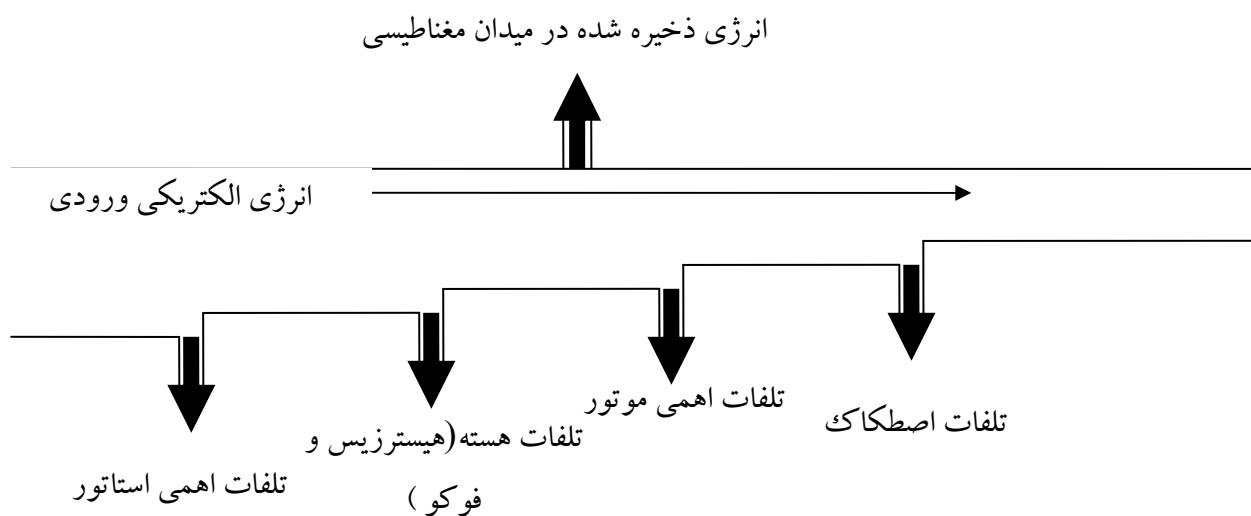 انرژی ذخیره شده در میدان مغناطیسی
انرژی الکتریکی ورودی
تلفات اهمی موتور
تلفات اصطکاك
تلفات هسته(هیسترزیس و
فوکو )
تلفات اهمی استاتور